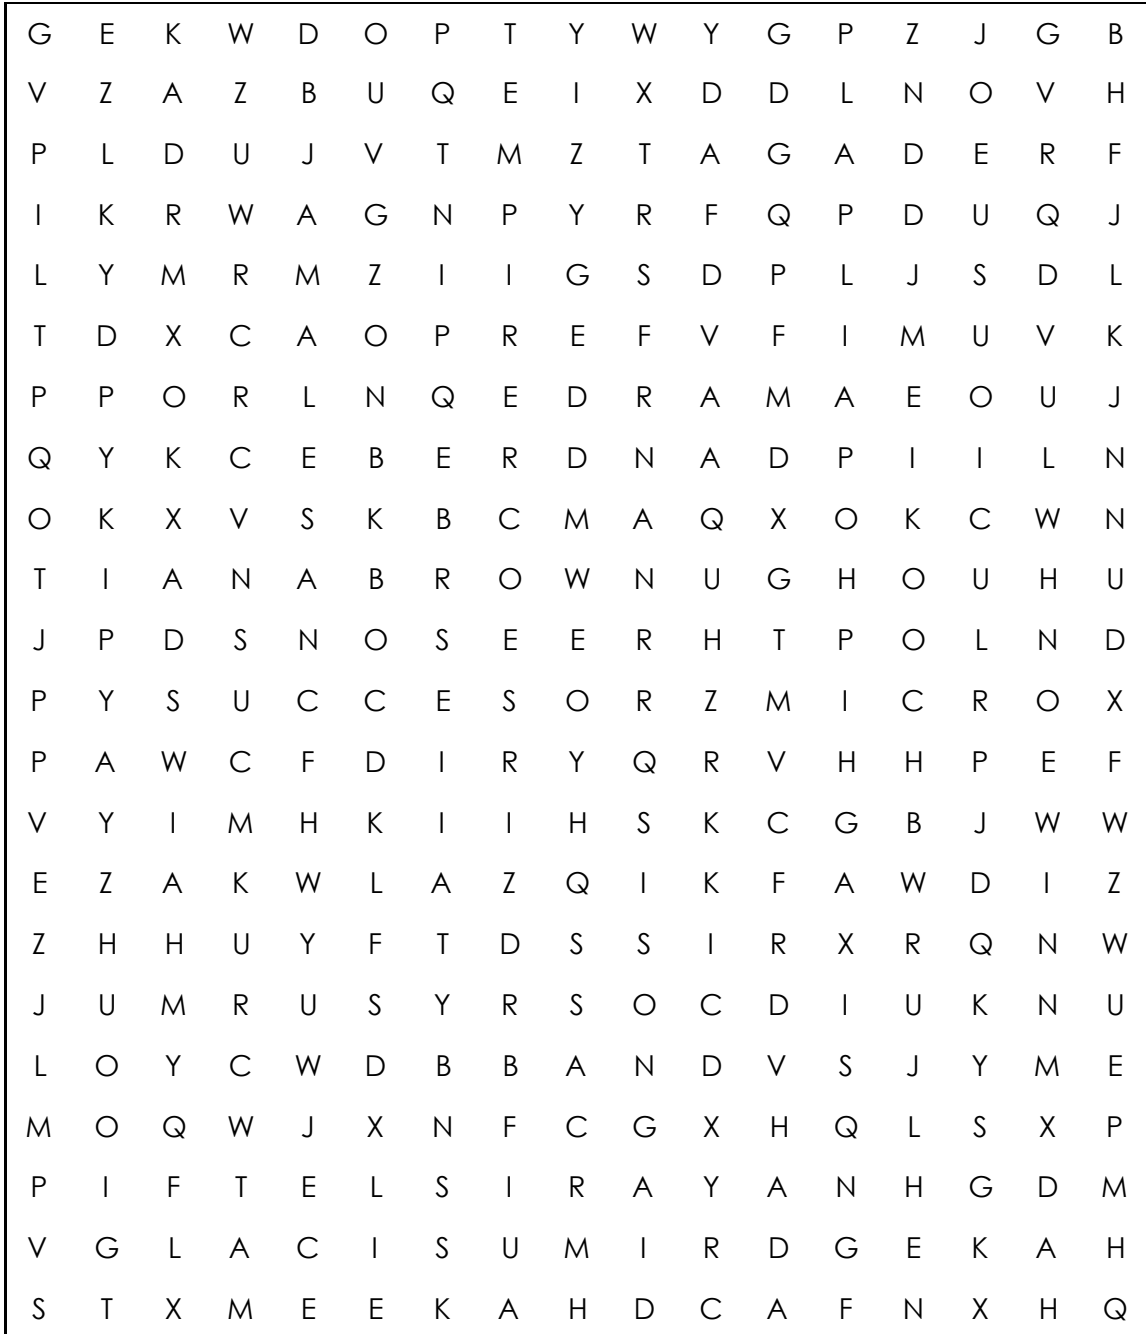 G E K W D O P T Y W Y G P Z J G B
V Z A Z B U Q E I X D D L N O V H
P L D U J V T M Z T A G A D E R F
I K R W A G N P Y R F Q P D U Q J
L Y M R M Z I I G S D P L J S D L
T D X C A O P R E F V F I M U V K
P P O R L N Q E D R A M A E O U J
Q Y K C E B E R D N A D P I I L N
O K X V S K B C M A Q X O K C W N
T I A N A B R O W N U G H O U H U
J P D S N O S E E R H T P O L N D
P Y S U C C E S O R Z M I C R O X
P A W C F D I R Y Q R V H H P E F
V Y I M H K I I H S K C G B J W W
E Z A K W L A Z Q I K F A W D I Z
Z H H U Y F T D S S I R X R Q N W
J U M R U S Y R S O C D I U K N U
L O Y C W D B B A N D V S J Y M E
M O Q W J X N F C G X H Q L S X P
P I F T E L S I R A Y A N H G D M
V G L A C I S U M I R D G E K A H
S T X M E E K A H D C A F N X H Q